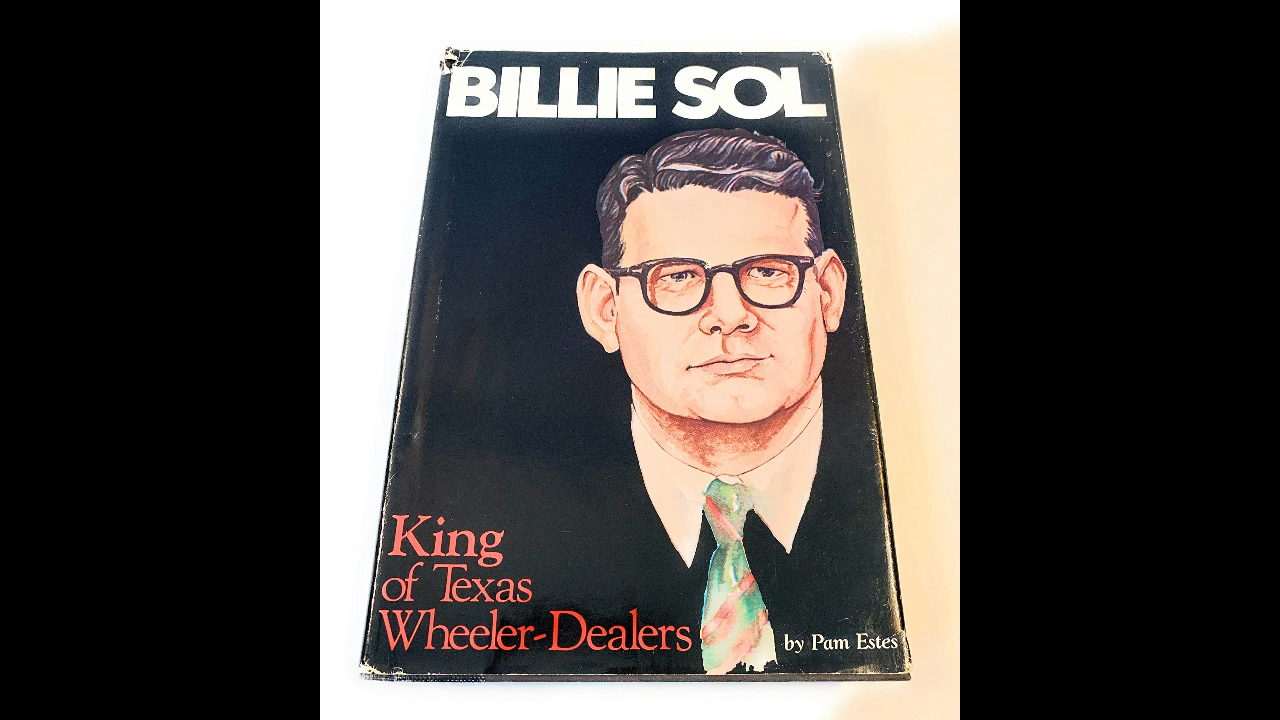 BILLIE SOL
King
of Texas
Wheeler-Dealers
by Pam Estes